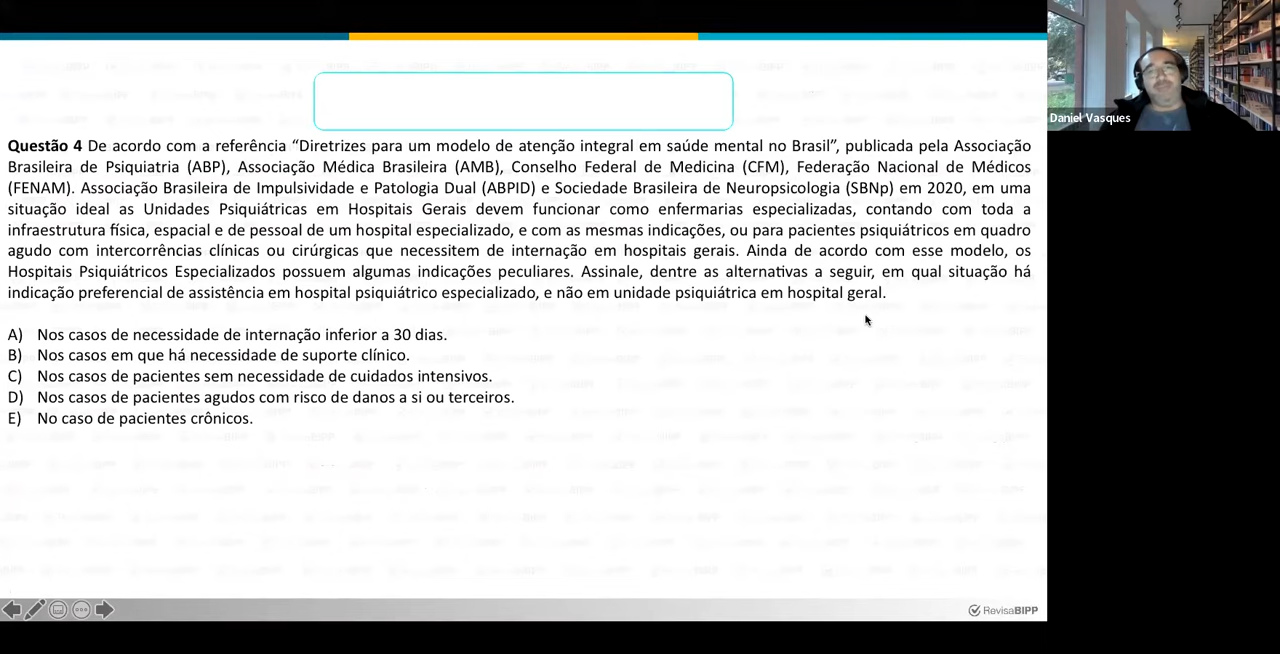 Daniel Vasques
Questão 4 De acordo com a referência “Diretrizes para um modelo de atenção integral em saúde mental no Brasil”, publicada pela Associação
Brasileira de Psiquiatria (ABP), Associação Médica Brasileira (AMB), Conselho Federal de Medicina (CFM), Federação Nacional de Médicos
(FENAM). Associação Brasileira de Impulsividade e Patologia Dual (ABPID) e Sociedade Brasileira de Neuropsicologia (SBNp) em 2020, em uma
situação ideal as Unidades Psiquiátricas em Hospitais Gerais devem funcionar como enfermarias especializadas, contando com toda a
infraestrutura física, espacial e de pessoal de um hospital especializado, e com as mesmas indicações, ou para pacientes psiquiátricos em quadro
agudo com intercorrências clínicas ou cirúrgicas que necessitem de internação em hospitais gerais. Ainda de acordo com esse modelo, os
Hospitais Psiquiátricos Especializados possuem algumas indicações peculiares. Assinale, dentre as alternativas a seguir, em qual situação há
indicação preferencial de assistência em hospital psiquiátrico especializado, e não em unidade psiquiátrica em hospital geral.
A) Nos casos de necessidade de internação inferior a 30 dias.
B) Nos casos em que há necessidade de suporte clínico.
C) Nos casos de pacientes sem necessidade de cuidados intensivos.
D) Nos casos de pacientes agudos com risco de danos a si ou terceiros.
E) No caso de pacientes crônicos.
RevisaBIPP